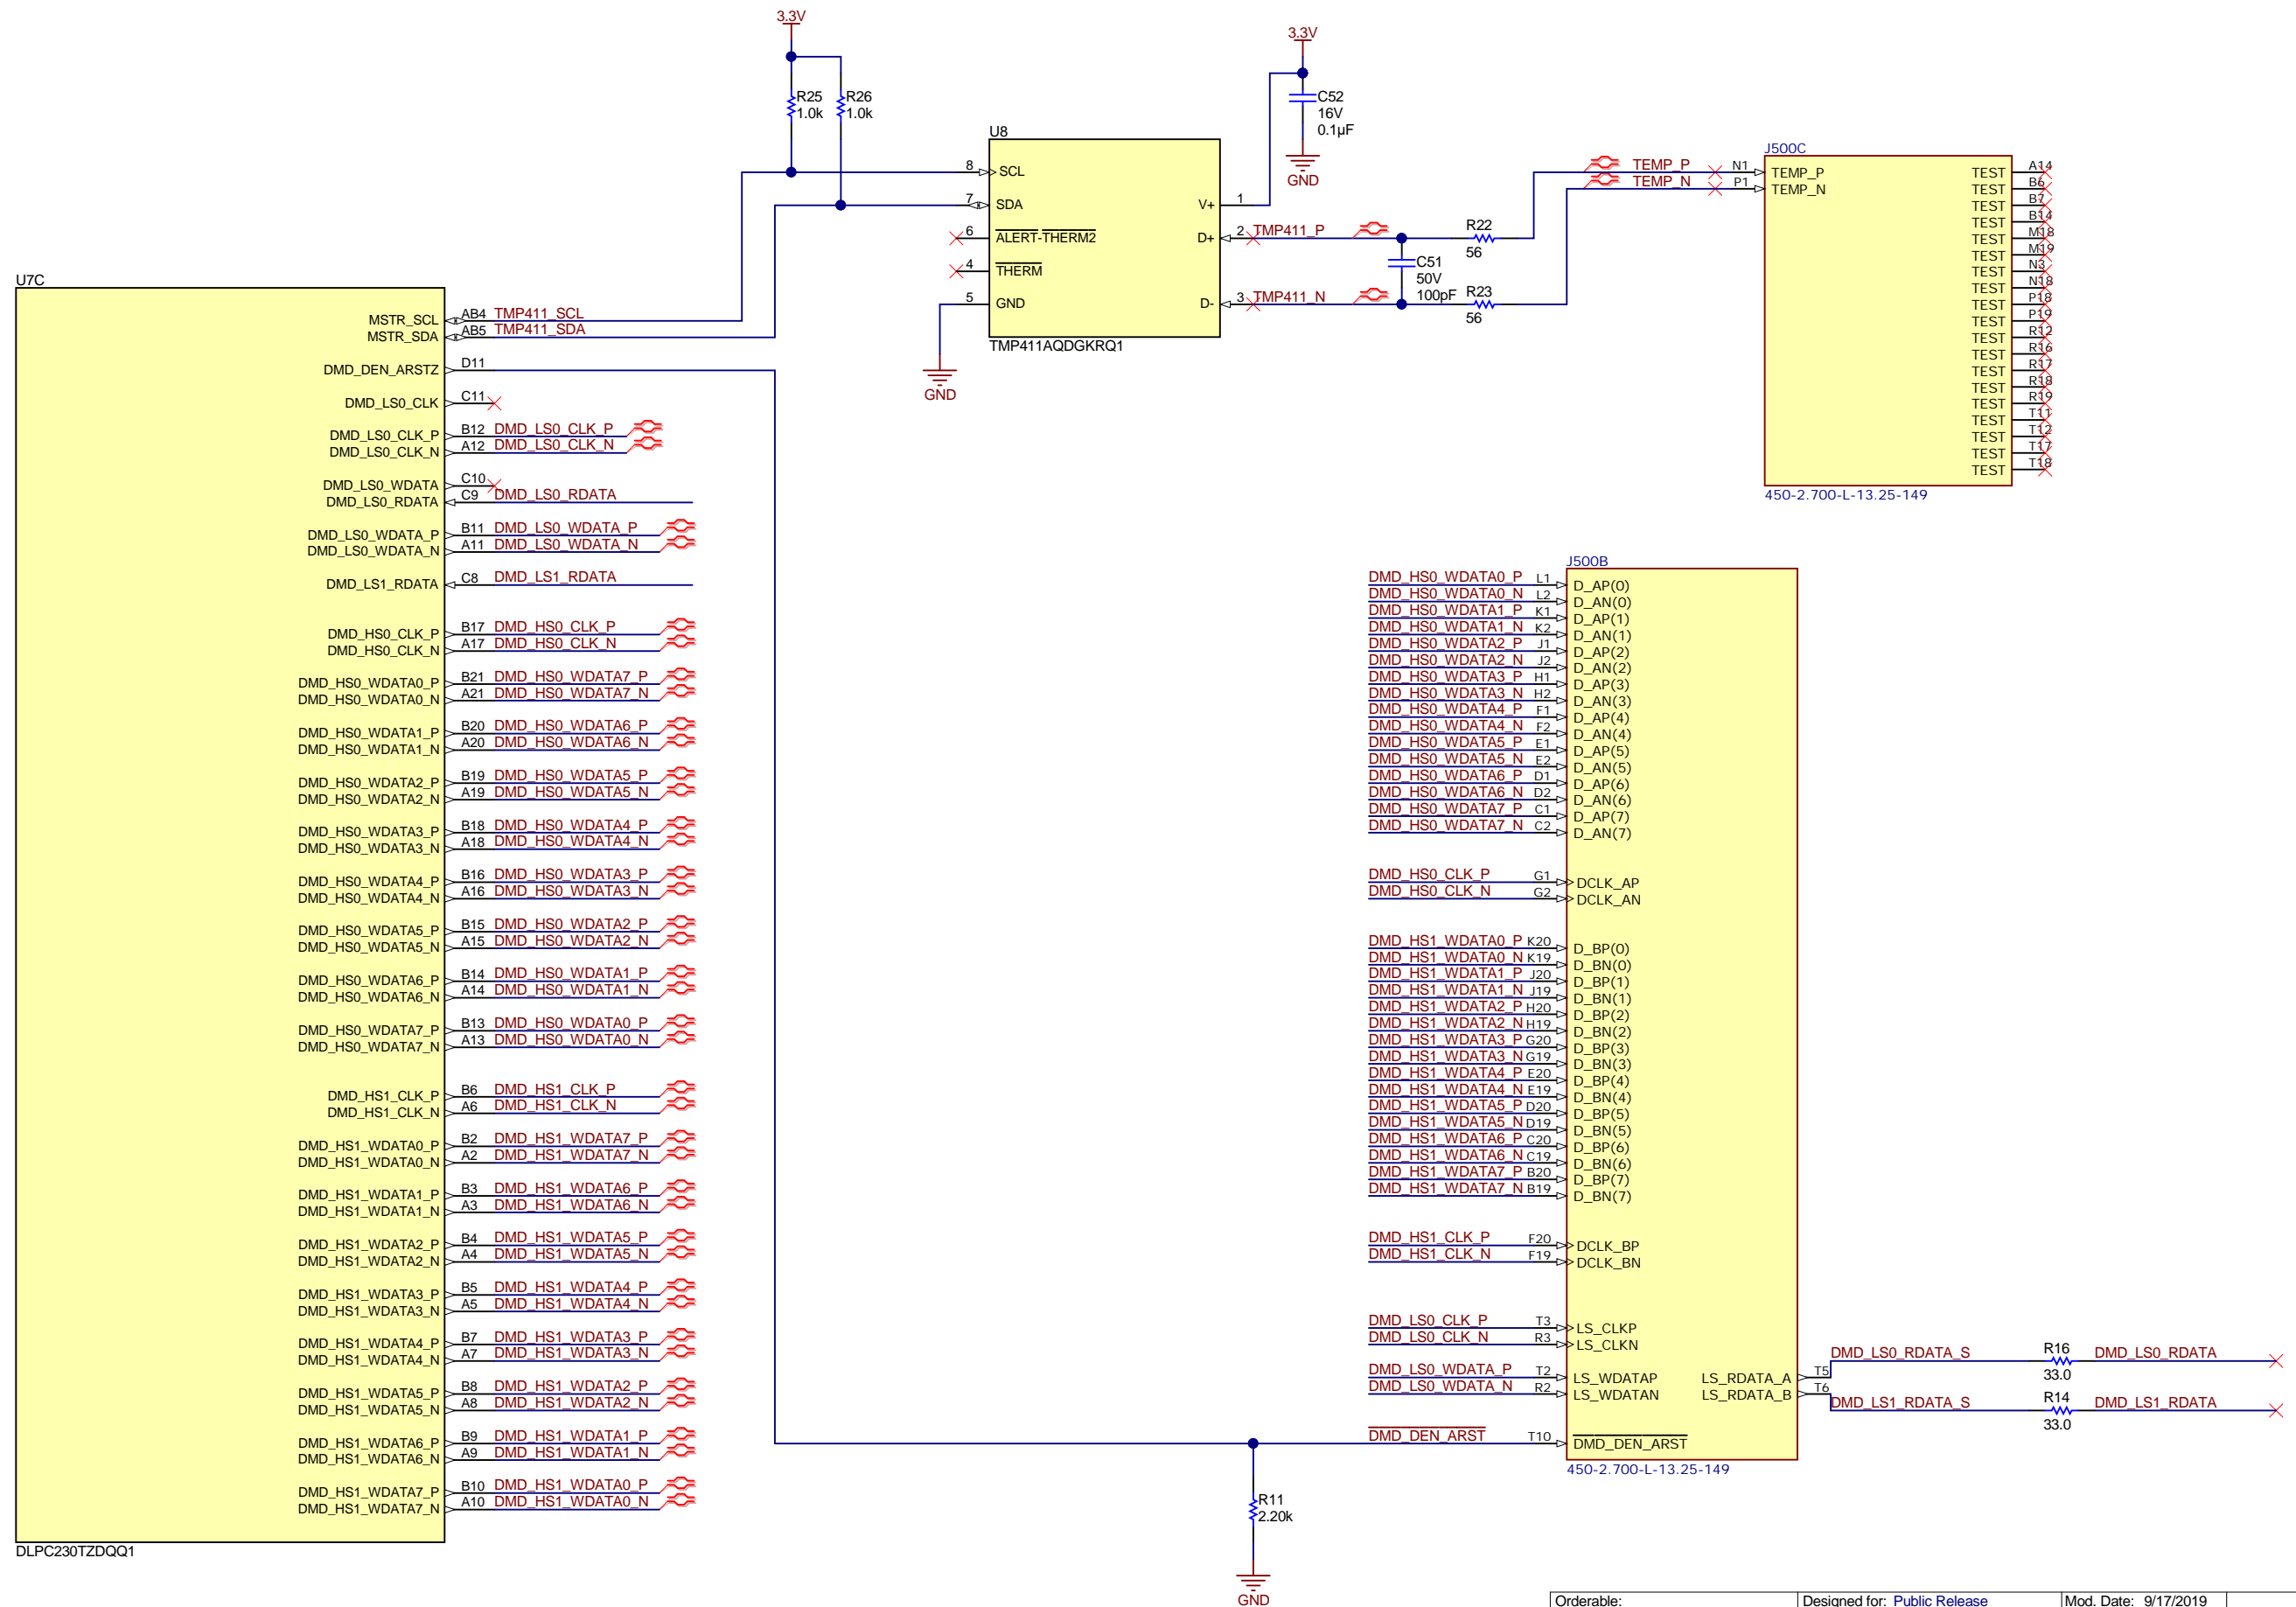 3.3V
R25
1.0k
R26
1.0k
3.3V
C52
16V
0.1µF
GND
U8
8 SCL
7 SDA
6 ALERT-THERM2
4 THERM
5 GND
V+ 1
D+ 2 TMP411_P
D- 3 TMP411_N
TMP411AQDGKRQ1
GND
C51
50V
100pF
R22
56
R23
56
J500C
TEMP_P N1 TEMP_P
TEMP_N P1 TEMP_N
TEST A14
TEST B6
TEST B7
TEST B14
TEST M18
TEST M19
TEST N3
TEST N18
TEST P18
TEST P19
TEST R12
TEST R16
TEST R17
TEST R18
TEST R19
TEST T11
TEST T12
TEST T17
TEST T18
450-2.700-L-13.25-149
U7C
MSTR_SCL AB4 TMP411_SCL
MSTR_SDA AB5 TMP411_SDA
DMD_DEN_ARSTZ D11
DMD_LS0_CLK C11
DMD_LS0_CLK_P B12 DMD_LS0_CLK_P
DMD_LS0_CLK_N A12 DMD_LS0_CLK_N
DMD_LS0_WDATA C10
DMD_LS0_RDATA C9 DMD_LS0_RDATA
DMD_LS0_WDATA_P B11 DMD_LS0_WDATA_P
DMD_LS0_WDATA_N A11 DMD_LS0_WDATA_N
DMD_LS1_RDATA C8 DMD_LS1_RDATA
DMD_HS0_CLK_P B17 DMD_HS0_CLK_P
DMD_HS0_CLK_N A17 DMD_HS0_CLK_N
DMD_HS0_WDATA0_P B21 DMD_HS0_WDATA7_P
DMD_HS0_WDATA0_N A21 DMD_HS0_WDATA7_N
DMD_HS0_WDATA1_P B20 DMD_HS0_WDATA6_P
DMD_HS0_WDATA1_N A20 DMD_HS0_WDATA6_N
DMD_HS0_WDATA2_P B19 DMD_HS0_WDATA5_P
DMD_HS0_WDATA2_N A19 DMD_HS0_WDATA5_N
DMD_HS0_WDATA3_P B18 DMD_HS0_WDATA4_P
DMD_HS0_WDATA3_N A18 DMD_HS0_WDATA4_N
DMD_HS0_WDATA4_P B16 DMD_HS0_WDATA3_P
DMD_HS0_WDATA4_N A16 DMD_HS0_WDATA3_N
DMD_HS0_WDATA5_P B15 DMD_HS0_WDATA2_P
DMD_HS0_WDATA5_N A15 DMD_HS0_WDATA2_N
DMD_HS0_WDATA6_P B14 DMD_HS0_WDATA1_P
DMD_HS0_WDATA6_N A14 DMD_HS0_WDATA1_N
DMD_HS0_WDATA7_P B13 DMD_HS0_WDATA0_P
DMD_HS0_WDATA7_N A13 DMD_HS0_WDATA0_N
DMD_HS1_CLK_P B6 DMD_HS1_CLK_P
DMD_HS1_CLK_N A6 DMD_HS1_CLK_N
DMD_HS1_WDATA0_P B2 DMD_HS1_WDATA7_P
DMD_HS1_WDATA0_N A2 DMD_HS1_WDATA7_N
DMD_HS1_WDATA1_P B3 DMD_HS1_WDATA6_P
DMD_HS1_WDATA1_N A3 DMD_HS1_WDATA6_N
DMD_HS1_WDATA2_P B4 DMD_HS1_WDATA5_P
DMD_HS1_WDATA2_N A4 DMD_HS1_WDATA5_N
DMD_HS1_WDATA3_P B5 DMD_HS1_WDATA4_P
DMD_HS1_WDATA3_N A5 DMD_HS1_WDATA4_N
DMD_HS1_WDATA4_P B7 DMD_HS1_WDATA3_P
DMD_HS1_WDATA4_N A7 DMD_HS1_WDATA3_N
DMD_HS1_WDATA5_P B8 DMD_HS1_WDATA2_P
DMD_HS1_WDATA5_N A8 DMD_HS1_WDATA2_N
DMD_HS1_WDATA6_P B9 DMD_HS1_WDATA1_P
DMD_HS1_WDATA6_N A9 DMD_HS1_WDATA1_N
DMD_HS1_WDATA7_P B10 DMD_HS1_WDATA0_P
DMD_HS1_WDATA7_N A10 DMD_HS1_WDATA0_N
DLPC230TZDQQ1
J500B
DMD_HS0_WDATA0_P L1 D_AP(0)
DMD_HS0_WDATA0_N L2 D_AN(0)
DMD_HS0_WDATA1_P K1 D_AP(1)
DMD_HS0_WDATA1_N K2 D_AN(1)
DMD_HS0_WDATA2_P J1 D_AP(2)
DMD_HS0_WDATA2_N J2 D_AN(2)
DMD_HS0_WDATA3_P H1 D_AP(3)
DMD_HS0_WDATA3_N H2 D_AN(3)
DMD_HS0_WDATA4_P F1 D_AP(4)
DMD_HS0_WDATA4_N F2 D_AN(4)
DMD_HS0_WDATA5_P E1 D_AP(5)
DMD_HS0_WDATA5_N E2 D_AN(5)
DMD_HS0_WDATA6_P D1 D_AP(6)
DMD_HS0_WDATA6_N D2 D_AN(6)
DMD_HS0_WDATA7_P C1 D_AP(7)
DMD_HS0_WDATA7_N C2 D_AN(7)
DMD_HS0_CLK_P G1 DCLK_AP
DMD_HS0_CLK_N G2 DCLK_AN
DMD_HS1_WDATA0_P K20 D_BP(0)
DMD_HS1_WDATA0_N K19 D_BN(0)
DMD_HS1_WDATA1_P J20 D_BP(1)
DMD_HS1_WDATA1_N J19 D_BN(1)
DMD_HS1_WDATA2_P H20 D_BP(2)
DMD_HS1_WDATA2_N H19 D_BN(2)
DMD_HS1_WDATA3_P G20 D_BP(3)
DMD_HS1_WDATA3_N G19 D_BN(3)
DMD_HS1_WDATA4_P E20 D_BP(4)
DMD_HS1_WDATA4_N E19 D_BN(4)
DMD_HS1_WDATA5_P D20 D_BP(5)
DMD_HS1_WDATA5_N D19 D_BN(5)
DMD_HS1_WDATA6_P C20 D_BP(6)
DMD_HS1_WDATA6_N C19 D_BN(6)
DMD_HS1_WDATA7_P B20 D_BP(7)
DMD_HS1_WDATA7_N B19 D_BN(7)
DMD_HS1_CLK_P F20 DCLK_BP
DMD_HS1_CLK_N F19 DCLK_BN
DMD_LS0_CLK_P T3 LS_CLKP
DMD_LS0_CLK_N R3 LS_CLKN
DMD_LS0_WDATA_P T2 LS_WDATAP
DMD_LS0_WDATA_N R2 LS_WDATAN
LS_RDATA_A T5 DMD_LS0_RDATA_S R16 33.0 DMD_LS0_RDATA
LS_RDATA_B T6 DMD_LS1_RDATA_S R14 33.0 DMD_LS1_RDATA
DMD_DEN_ARST T10 DMD_DEN_ARST
450-2.700-L-13.25-149
R11
2.20k
GND
Orderable: Designed for: Public Release Mod. Date: 9/17/2019